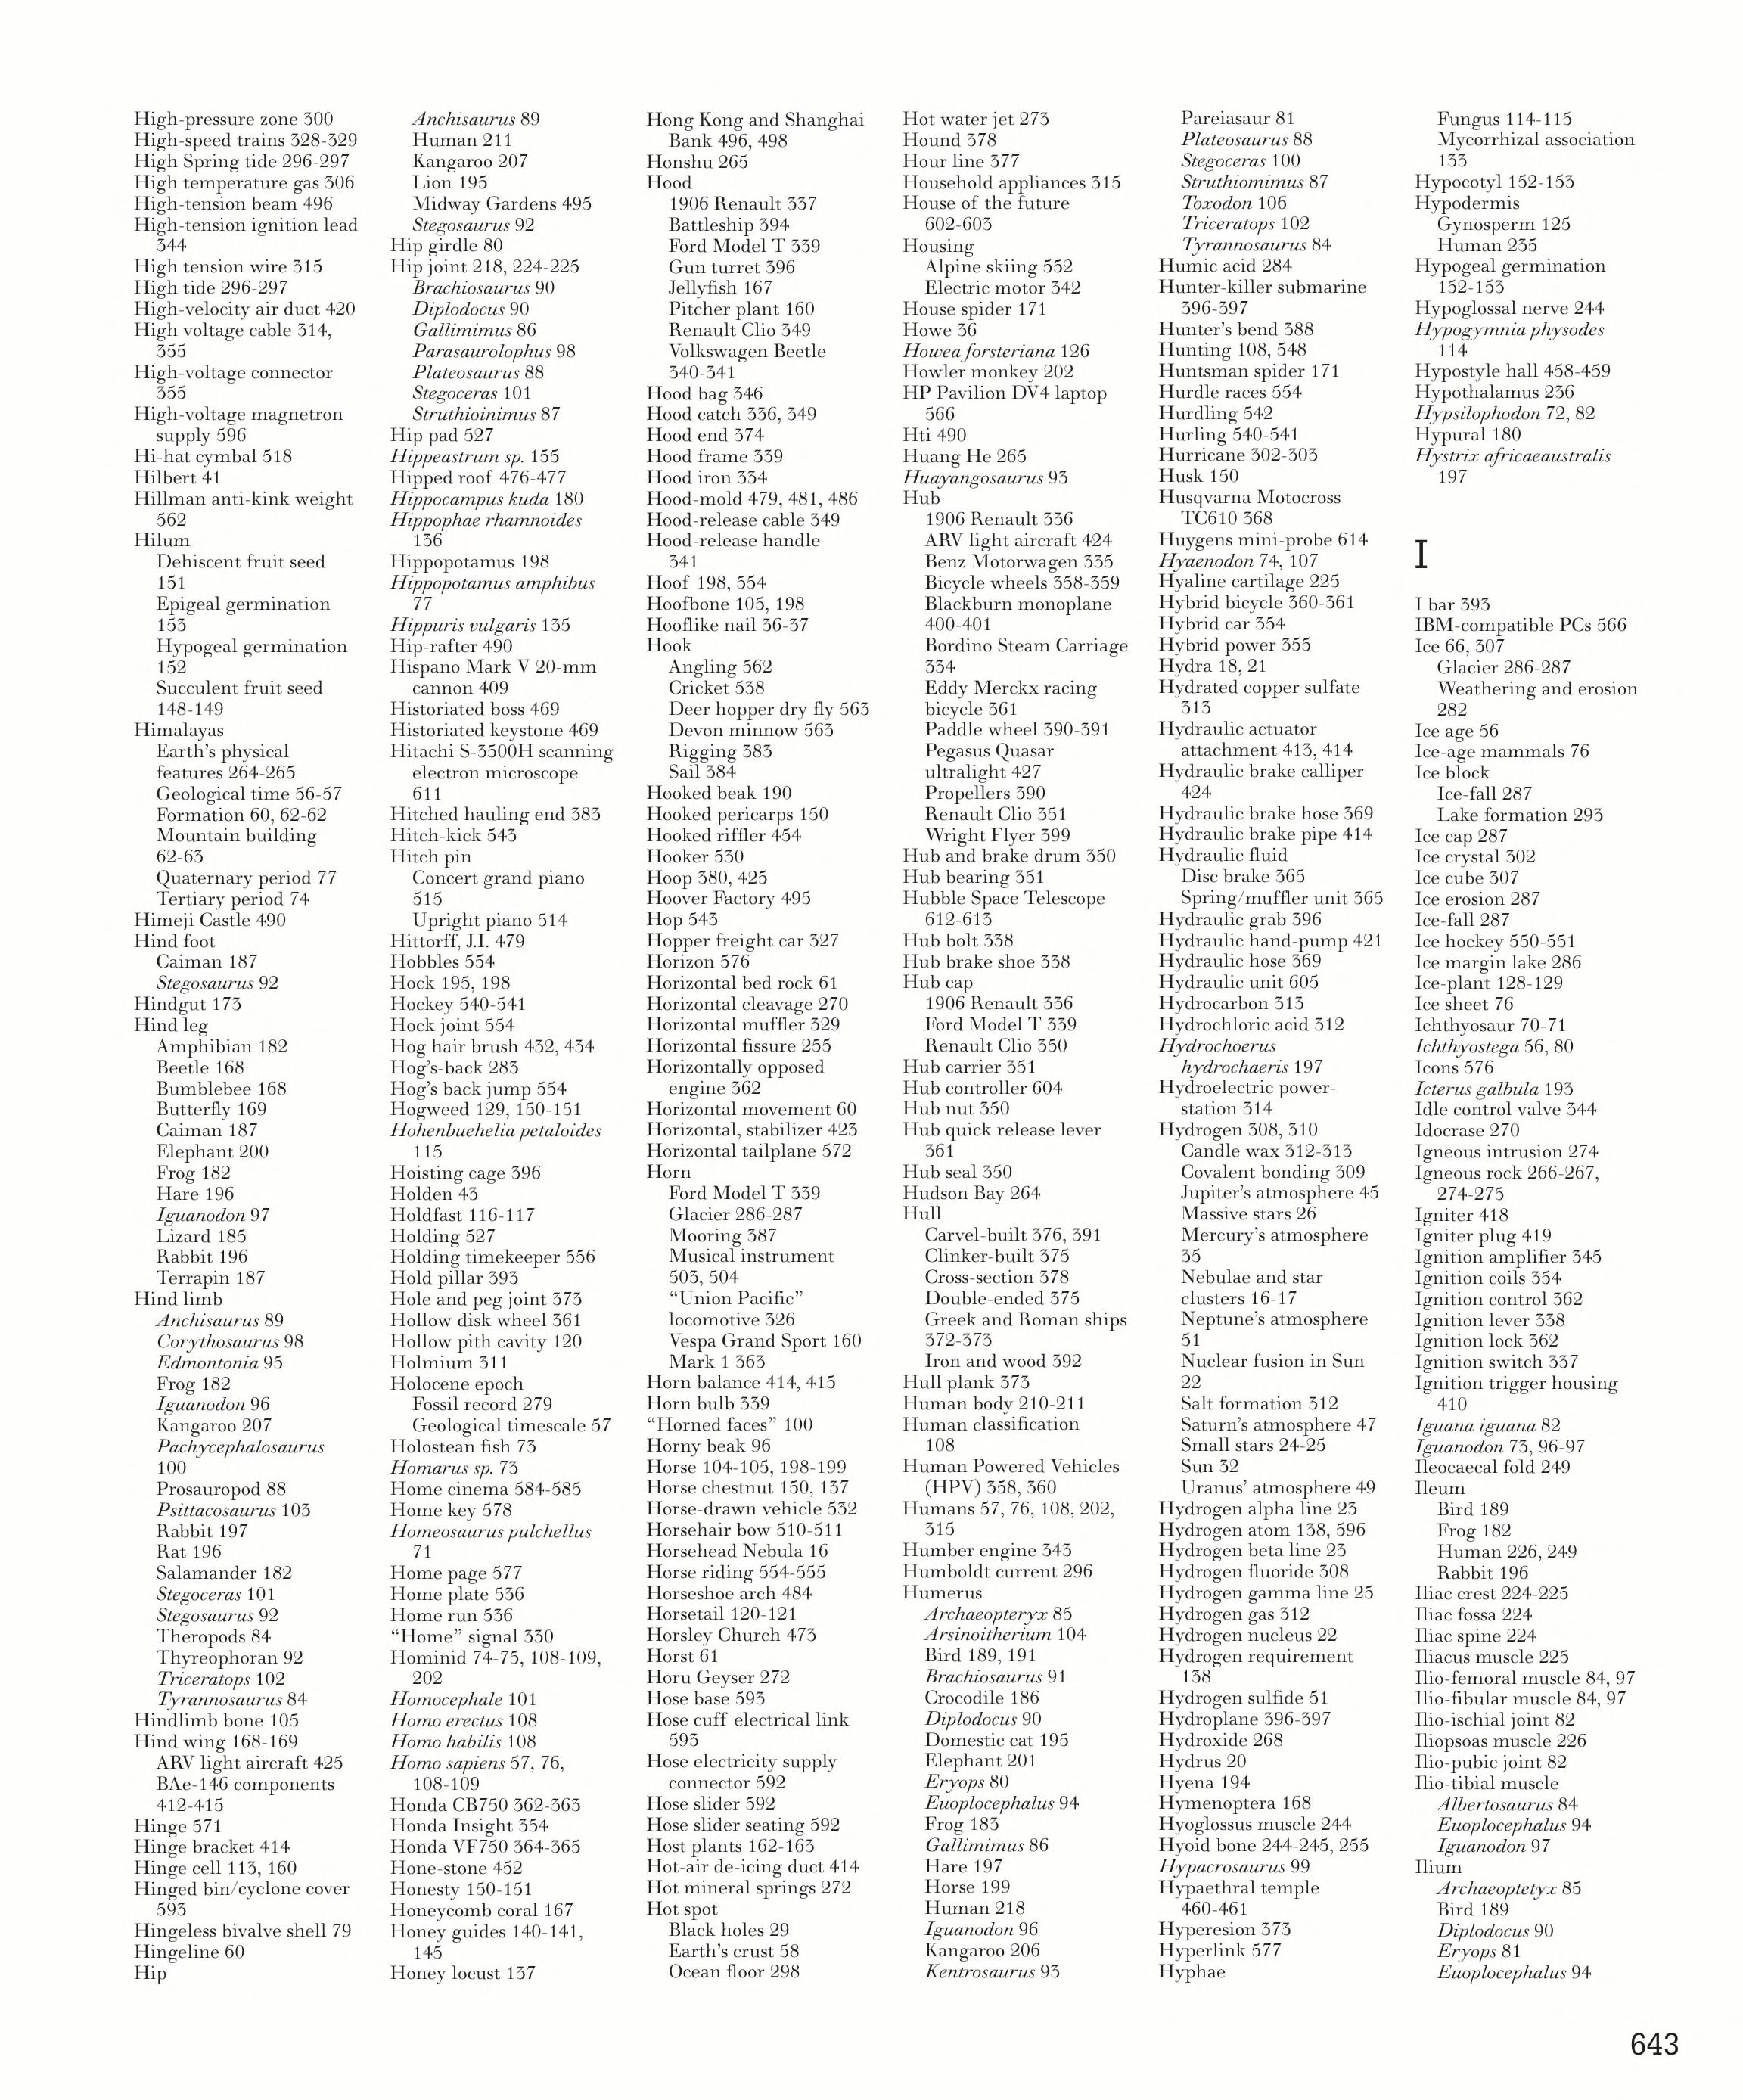 High-pressure zone 300
High-speed trains 328-329
High Spring tide 296-297
High temperature gas 306
High-tension beam 496
High-tension ignition lead
344
High tension wire 315
High tide 296-297
High-velocity air duct 420
High voltage cable 314,
355
High-voltage connector
355
High-voltage magnetron
supply 596
Hi-hat cymbal 518
Hilbert 41
Hillman anti-kink weight
562
Hilum
Dehiscent fruit seed
151
Epigeal germination
153
Hypogeal germination
152
Succulent fruit seed
148-149
Himalayas
Earth's physical
features 264-265
Geological time 56-57
Formation 60, 62-62
Mountain building
62-63
Quaternary period 77
Tertiary period 74
Himeji Castle 490
Hind foot
Caiman 187
Stegosaurus 92
Hindgut 173
Hind leg
Amphibian 182
Beetle 168
Bumblebee 168
Butterfly 169
Caiman 187
Elephant 200
Frog 182
Hare 196
Iguanodon 97
Lizard 185
Rabbit 196
Terrapin 187
Hind limb
Anchisaurus 89
Corythosaurus 98
Edmontonia 95
Frog 182
Iguanodon 96
Kangaroo 207
Pachycephalosaurus
100
Prosauropod 88
Psittacosaurus 103
Rabbit 197
Rat 196
Salamander 182
Stegoceras 101
Stegosaurus 92
Theropods 84
Thyreophoran 92
Triceratops 102
Tyrannosaurus 84
Hindlimb bone 105
Hind wing 168-169
ARV light aircraft 425
BAe-146 components
412-415
Hinge 571
Hinge bracket 414
Hinge cell 113, 160
Hinged bin/cyclone cover
593
Hingeless bivalve shell 79
Hingeline 60
Hip
Anchisaurus 89
Human 211
Kangaroo 207
Lion 195
Midway Gardens 495
Stegosaurus 92
Hip girdle 80
Hip joint 218, 224-225
Brachiosaurus 90
Diplodocus 90
Gallimimus 86
Parasaurolophus 98
Plateosaurus 88
Stegoceras 101
Struthioinimus 87
Hip pad 527
Hippeastrum sp. 155
Hipped roof 476-477
Hippocampus kuda 180
Hippophae rhamnoides
136
Hippopotamus 198
Hippopotamus amphibus
77
Hippuris vulgaris 135
Hip-rafter 490
Hispano Mark V 20-mm
cannon 409
Historiated boss 469
Historiated keystone 469
Hitachi S-3500H scanning
electron microscope
611
Hitched hauling end 383
Hitch-kick 543
Hitch pin
Concert grand piano
515
Upright piano 514
Hittorff, J.I. 479
Hobbles 554
Hock 195, 198
Hockey 540-541
Hock joint 554
Hog hair brush 432, 434
Hog's-back 283
Hog's back jump 554
Hogweed 129, 150-151
Hohenbuehelia petaloides
115
Hoisting cage 396
Holden 43
Holdfast 116-117
Holding 527
Holding timekeeper 556
Hold pillar 393
Hole and peg joint 373
Hollow disk wheel 361
Hollow pith cavity 120
Holmium 311
Holocene epoch
Fossil record 279
Geological timescale 57
Holostean fish 73
Homarus sp. 73
Home cinema 584-585
Home key 578
Homeosaurus pulchellus
71
Home page 577
Home plate 536
Home run 536
“Home” signal 330
Hominid 74-75, 108-109,
202
Homocephale 101
Homo erectus 108
Homo habilis 108
Homo sapiens 57, 76,
108-109
Honda CB750 362-363
Honda Insight 354
Honda VF750 364-365
Hone-stone 452
Honesty 150-151
Honeycomb coral 167
Honey guides 140-141,
145
Honey locust 137
Hong Kong and Shanghai
Bank 496, 498
Honshu 265
Hood
1906 Renault 337
Battleship 394
Ford Model T 339
Gun turret 396
Jellyfish 167
Pitcher plant 160
Renault Clio 349
Volkswagen Beetle
340-341
Hood bag 346
Hood catch 336, 349
Hood end 374
Hood frame 339
Hood iron 334
Hood-mold 479, 481, 486
Hood-release cable 349
Hood-release handle
341
Hoof 198, 554
Hoofbone 105, 198
Hooflike nail 36-37
Hook
Angling 562
Cricket 538
Deer hopper dry fly 563
Devon minnow 563
Rigging 383
Sail 384
Hooked beak 190
Hooked pericarps 150
Hooked riffler 454
Hooker 530
Hoop 380, 425
Hoover Factory 495
Hop 543
Hopper freight car 327
Horizon 576
Horizontal bed rock 61
Horizontal cleavage 270
Horizontal muffler 329
Horizontal fissure 255
Horizontally opposed
engine 362
Horizontal movement 60
Horizontal, stabilizer 423
Horizontal tailplane 572
Horn
Ford Model T 339
Glacier 286-287
Mooring 387
Musical instrument
503, 504
“Union Pacific”
locomotive 326
Vespa Grand Sport 160
Mark 1 363
Horn balance 414, 415
Horn bulb 339
“Horned faces” 100
Horny beak 96
Horse 104-105, 198-199
Horse chestnut 150, 137
Horse-drawn vehicle 532
Horsehair bow 510-511
Horsehead Nebula 16
Horse riding 554-555
Horseshoe arch 484
Horsetail 120-121
Horsley Church 473
Horst 61
Horu Geyser 272
Hose base 593
Hose cuff electrical link
593
Hose electricity supply
connector 592
Hose slider 592
Hose slider seating 592
Host plants 162-163
Hot-air de-icing duct 414
Hot mineral springs 272
Hot spot
Black holes 29
Earth's crust 58
Ocean floor 298
Hot water jet 273
Hound 378
Hour line 377
Household appliances 315
House of the future
602-603
Housing
Alpine skiing 552
Electric motor 342
House spider 171
Howe 36
Howea forsteriana 126
Howler monkey 202
HP Pavilion DV4 laptop
566
Hti 490
Huang He 265
Huayangosaurus 93
Hub
1906 Renault 336
ARV light aircraft 424
Benz Motorwagen 335
Bicycle wheels 358-359
Blackburn monoplane
400-401
Bordino Steam Carriage
334
Eddy Merckx racing
bicycle 361
Paddle wheel 390-391
Pegasus Quasar
ultralight 427
Propellers 390
Renault Clio 351
Wright Flyer 399
Hub and brake drum 350
Hub bearing 351
Hubble Space Telescope
612-613
Hub bolt 338
Hub brake shoe 338
Hub cap
1906 Renault 336
Ford Model T 339
Renault Clio 350
Hub carrier 351
Hub controller 604
Hub nut 350
Hub quick release lever
361
Hub seal 350
Hudson Bay 264
Hull
Carvel-built 376, 391
Clinker-built 375
Cross-section 378
Double-ended 375
Greek and Roman ships
372-373
Iron and wood 392
Hull plank 373
Human body 210-211
Human classification
108
Human Powered Vehicles
(HPV) 358, 360
Humans 57, 76, 108, 202,
315
Humber engine 343
Humboldt current 296
Humerus
Archaeopteryx 85
Arsinoitherium 104
Bird 189, 191
Brachiosaurus 91
Crocodile 186
Diplodocus 90
Domestic cat 195
Elephant 201
Eryops 80
Euoplocephalus 94
Frog 183
Gallimimus 86
Hare 197
Horse 199
Human 218
Iguanodon 96
Kangaroo 206
Kentrosaurus 93
Pareiasaur 81
Plateosaurus 88
Stegoceras 100
Struthiomimus 87
Toxodon 106
Triceratops 102
Tyrannosaurus 84
Humic acid 284
Hunter-killer submarine
396-397
Hunter's bend 388
Hunting 108, 548
Huntsman spider 171
Hurdle races 554
Hurdling 542
Hurling 540-541
Hurricane 302-303
Husk 150
Husqvarna Motocross
TC610 368
Huygens mini-probe 614
Hyaenodon 74, 107
Hyaline cartilage 225
Hybrid bicycle 360-361
Hybrid car 354
Hybrid power 355
Hydra 18, 21
Hydrated copper sulfate
313
Hydraulic actuator
attachment 413, 414
Hydraulic brake calliper
424
Hydraulic brake hose 369
Hydraulic brake pipe 414
Hydraulic fluid
Disc brake 365
Spring/muffler unit 365
Hydraulic grab 396
Hydraulic hand-pump 421
Hydraulic hose 369
Hydraulic unit 605
Hydrocarbon 313
Hydrochloric acid 312
Hydrochoerus
hydrochaeris 197
Hydroelectric power-
station 314
Hydrogen 308, 310
Candle wax 312-313
Covalent bonding 309
Jupiter's atmosphere 45
Massive stars 26
Mercury's atmosphere
35
Nebulae and star
clusters 16-17
Neptune's atmosphere
51
Nuclear fusion in Sun
22
Salt formation 312
Saturn's atmosphere 47
Small stars 24-25
Sun 32
Uranus' atmosphere 49
Hydrogen alpha line 23
Hydrogen atom 138, 596
Hydrogen beta line 23
Hydrogen fluoride 308
Hydrogen gamma line 25
Hydrogen gas 312
Hydrogen nucleus 22
Hydrogen requirement
138
Hydrogen sulfide 51
Hydroplane 396-397
Hydroxide 268
Hydrus 20
Hyena 194
Hymenoptera 168
Hyoglossus muscle 244
Hyoid bone 244-245, 255
Hypacrosaurus 99
Hypaethral temple
460-461
Hyperesion 373
Hyperlink 577
Hyphae
Fungus 114-115
Mycorrhizal association
133
Hypocotyl 152-153
Hypodermis
Gynosperm 125
Human 235
Hypogeal germination
152-153
Hypoglossal nerve 244
Hypogymnia physodes
114
Hypostyle hall 458-459
Hypothalamus 236
Hypsilophodon 72, 82
Hypural 180
Hystrix africaeaustralis
197
I
I bar 393
IBM-compatible PCs 566
Ice 66, 307
Glacier 286-287
Weathering and erosion
282
Ice age 56
Ice-age mammals 76
Ice block
Ice-fall 287
Lake formation 293
Ice cap 287
Ice crystal 302
Ice cube 307
Ice erosion 287
Ice-fall 287
Ice hockey 550-551
Ice margin lake 286
Ice-plant 128-129
Ice sheet 76
Ichthyosaur 70-71
Ichthyostega 56, 80
Icons 576
Icterus galbula 193
Idle control valve 344
Idocrase 270
Igneous intrusion 274
Igneous rock 266-267,
274-275
Igniter 418
Igniter plug 419
Ignition amplifier 345
Ignition coils 354
Ignition control 362
Ignition lever 338
Ignition lock 362
Ignition switch 337
Ignition trigger housing
410
Iguana iguana 82
Iguanodon 73, 96-97
Ileocaecal fold 249
Ileum
Bird 189
Frog 182
Human 226, 249
Rabbit 196
Iliac crest 224-225
Iliac fossa 224
Iliac spine 224
Iliacus muscle 225
Ilio-femoral muscle 84, 97
Ilio-fibular muscle 84, 97
Ilio-ischial joint 82
Iliopsoas muscle 226
Ilio-pubic joint 82
Ilio-tibial muscle
Albertosaurus 84
Euoplocephalus 94
Iguanodon 97
Ilium
Archaeoptetyx 85
Bird 189
Diplodocus 90
Eryops 81
Euoplocephalus 94
643